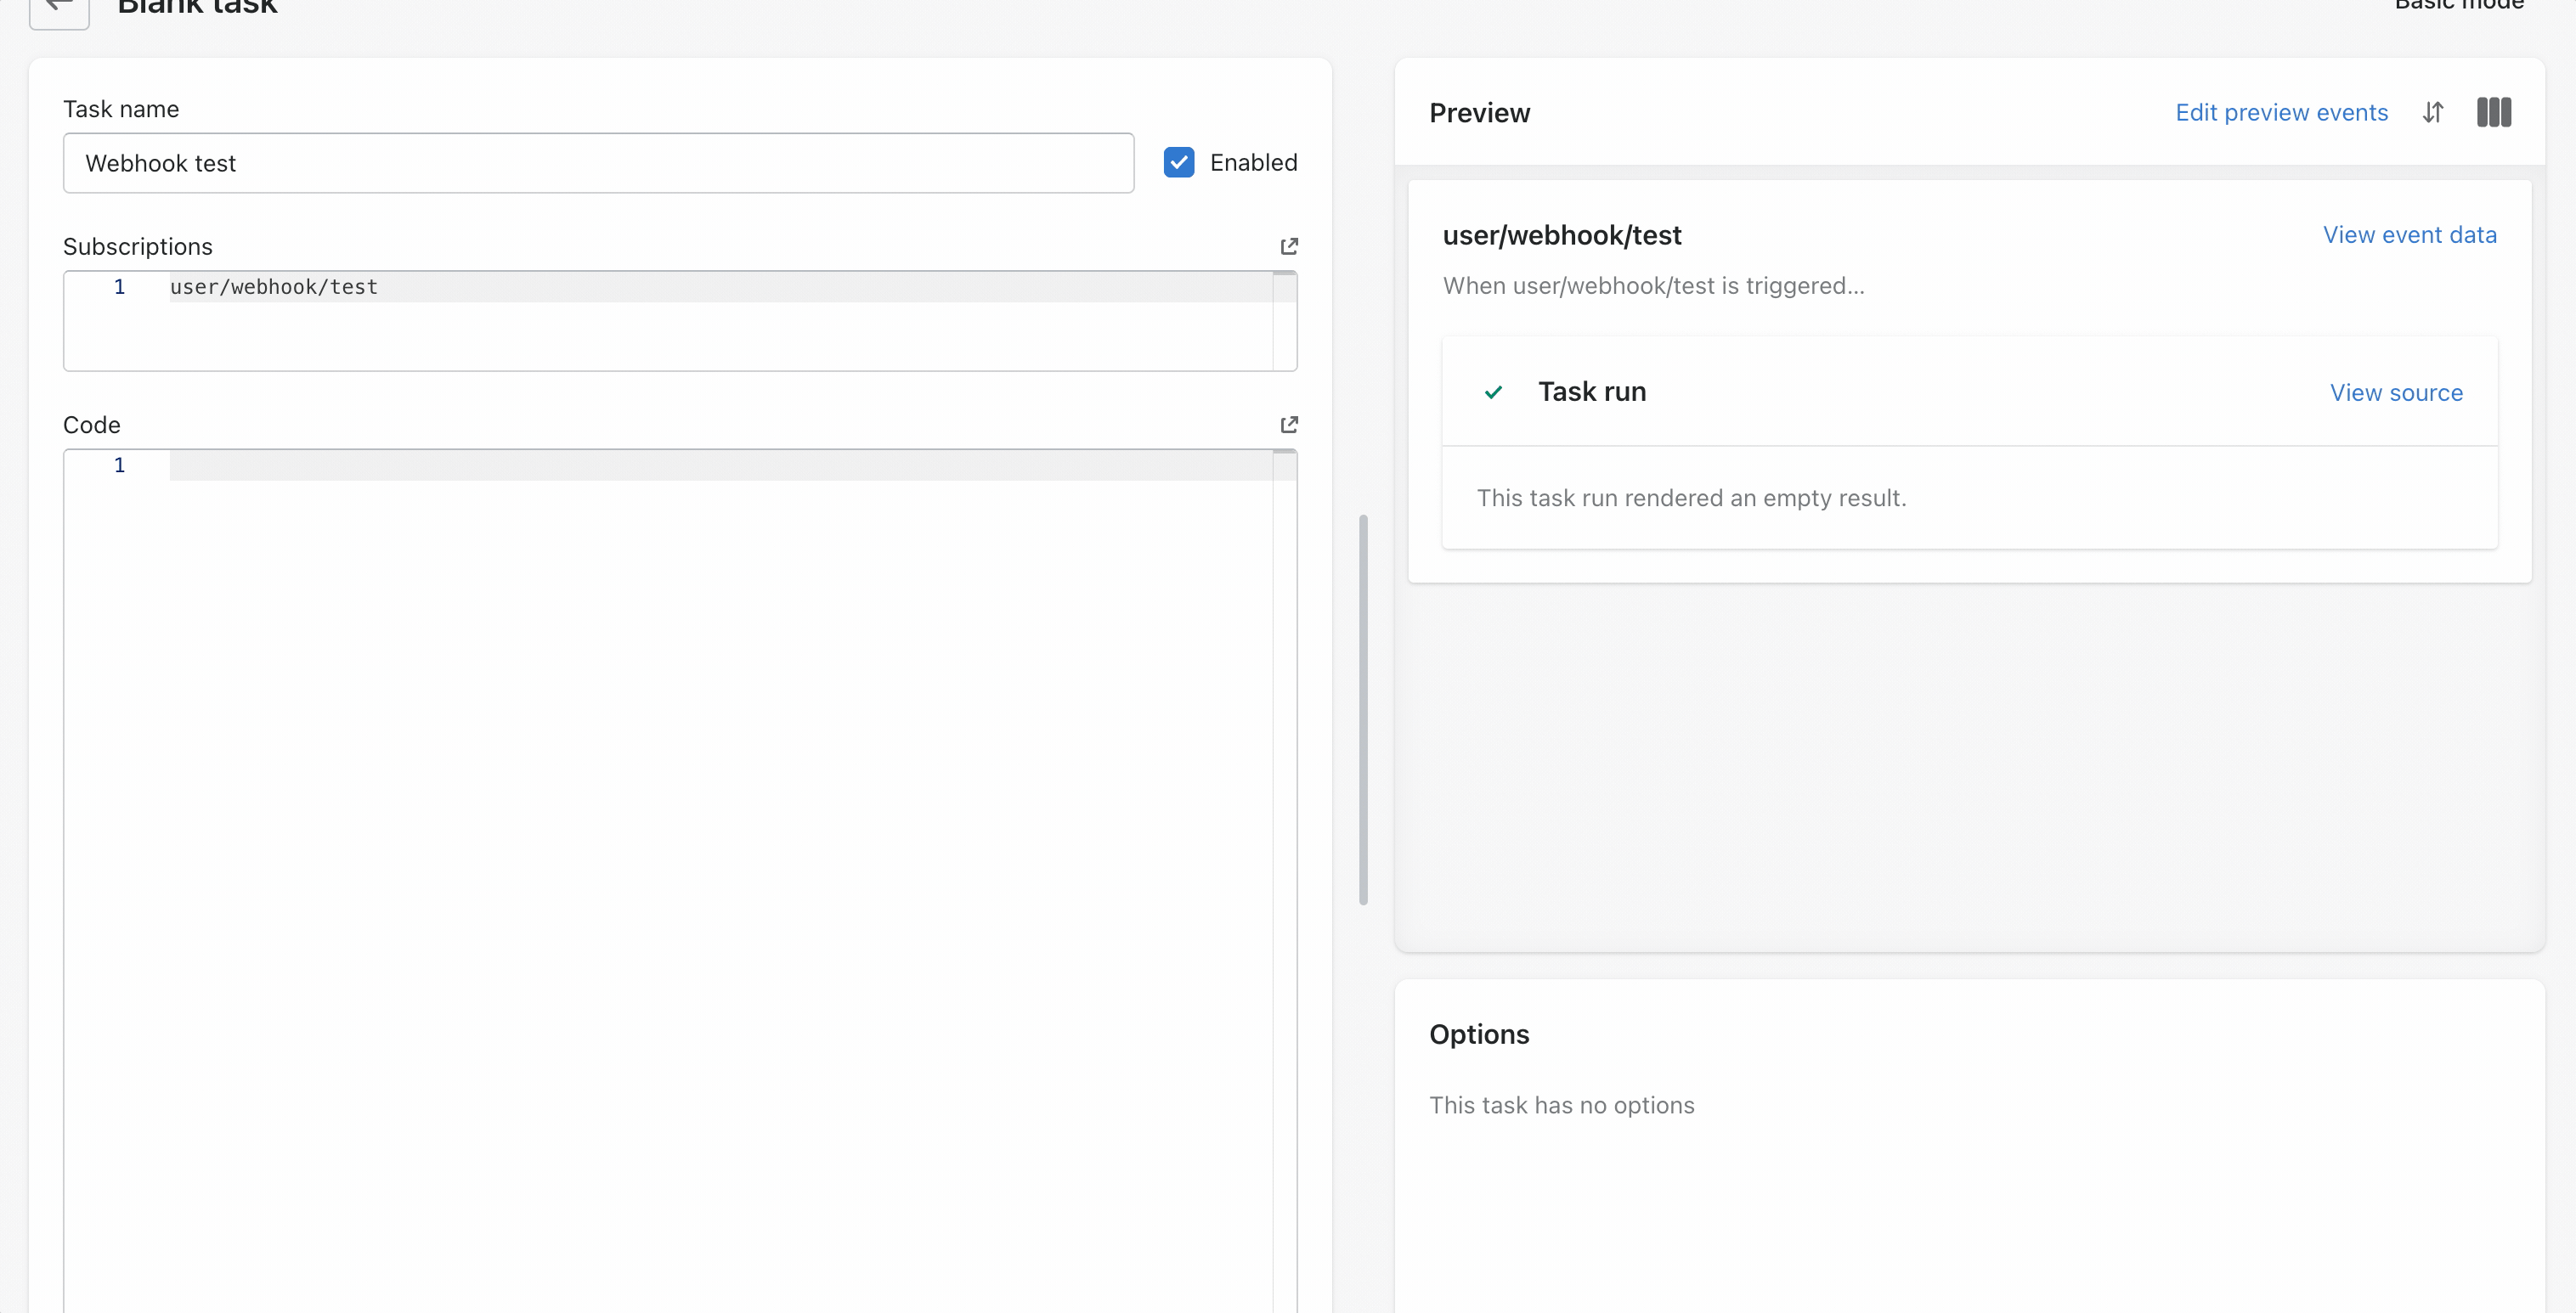 Blank task
Basic mode
Task name
Webhook test
Enabled
Subscriptions
1 user/webhook/test
Code
1
Preview
Edit preview events
user/webhook/test
View event data
When user/webhook/test is triggered...
Task run
View source
This task run rendered an empty result.
Options
This task has no options